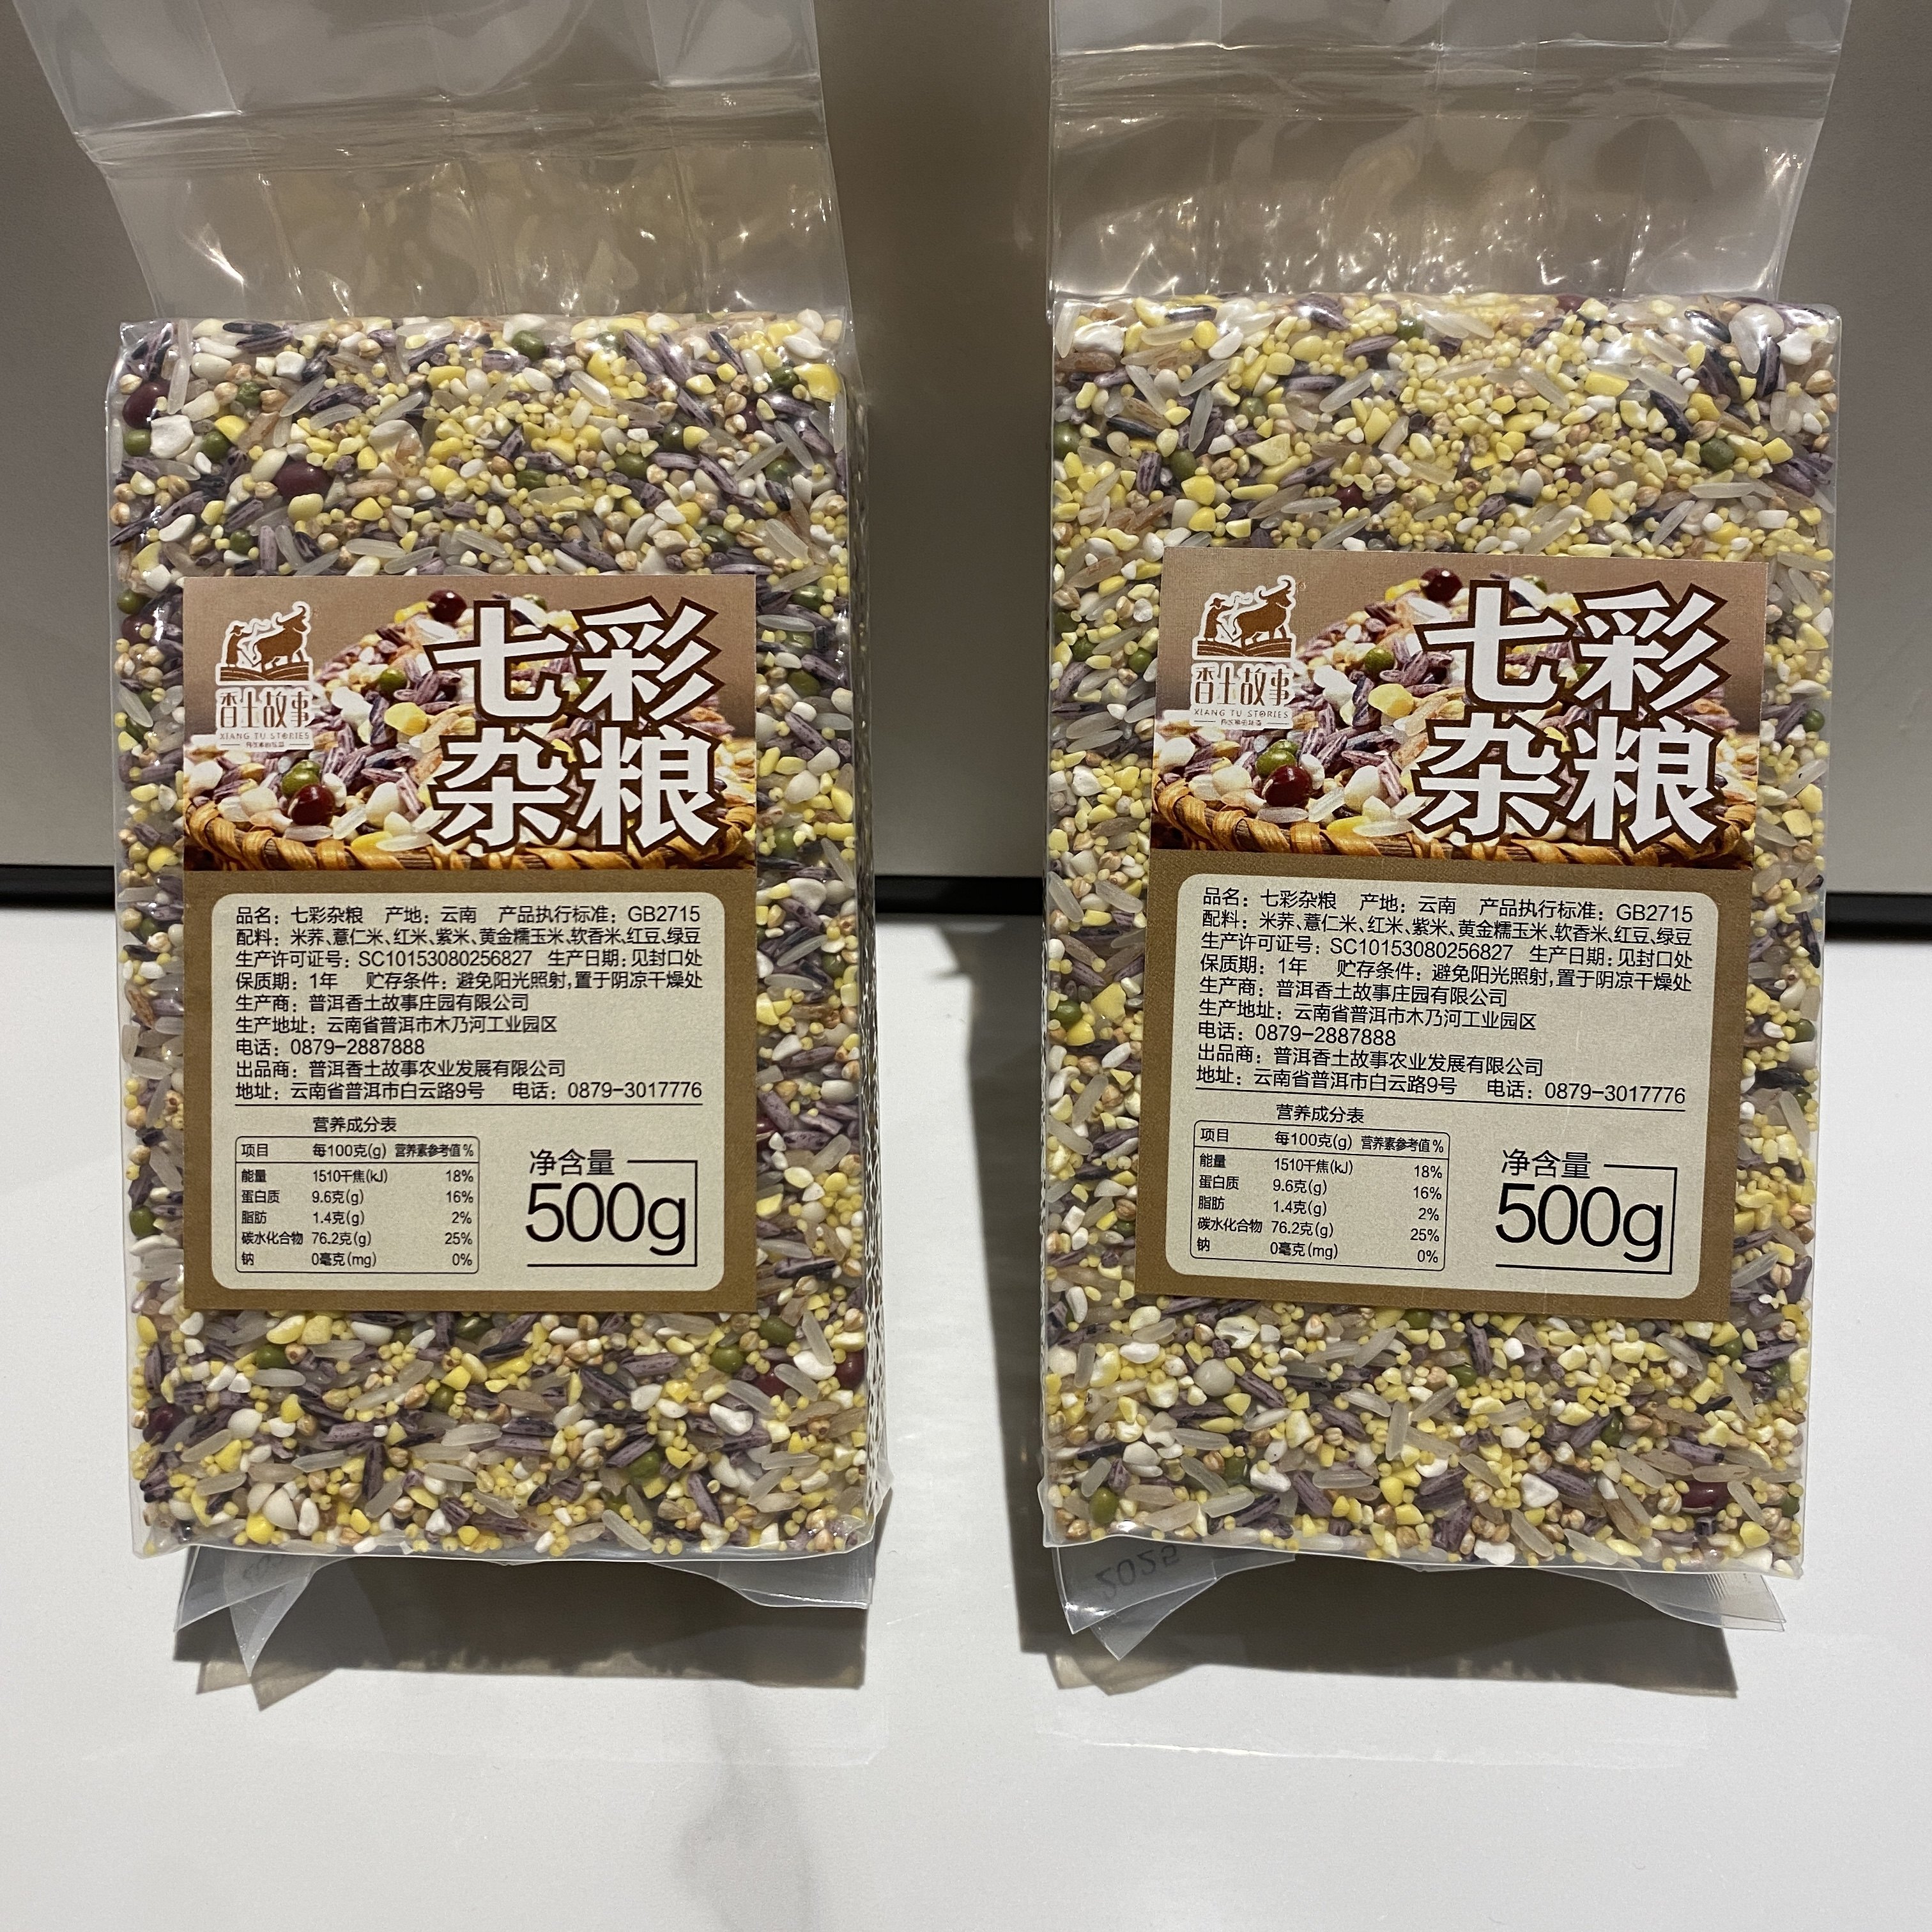 香土故事
XIANG TU STORIES
七彩
杂粮
品名：七彩杂粮 产地：云南 产品执行标准：GB2715
配料：米荞、薏仁米、红米、紫米、黄金糯玉米、软香米、红豆、绿豆
生产许可证号：SC10153080256827 生产日期：见封口处
保质期：1年 贮存条件：避免阳光照射，置于阴凉干燥处
生产商：普洱香土故事庄园有限公司
生产地址：云南省普洱市木乃河工业园区
电话：0879-2887888
出品商：普洱香土故事农业发展有限公司
地址：云南省普洱市白云路9号 电话：0879-3017776
营养成分表
项目 每100克(g) 营养素参考值%
能量 1510千焦(kJ) 18%
蛋白质 9.6克(g) 16%
脂肪 1.4克(g) 2%
碳水化合物 76.2克(g) 25%
钠 0毫克(mg) 0%
净含量
500g
香土故事
XIANG TU STORIES
七彩
杂粮
品名：七彩杂粮 产地：云南 产品执行标准：GB2715
配料：米荞、薏仁米、红米、紫米、黄金糯玉米、软香米、红豆、绿豆
生产许可证号：SC10153080256827 生产日期：见封口处
保质期：1年 贮存条件：避免阳光照射，置于阴凉干燥处
生产商：普洱香土故事庄园有限公司
生产地址：云南省普洱市木乃河工业园区
电话：0879-2887888
出品商：普洱香土故事农业发展有限公司
地址：云南省普洱市白云路9号 电话：0879-3017776
营养成分表
项目 每100克(g) 营养素参考值%
能量 1510千焦(kJ) 18%
蛋白质 9.6克(g) 16%
脂肪 1.4克(g) 2%
碳水化合物 76.2克(g) 25%
钠 0毫克(mg) 0%
净含量
500g
2025